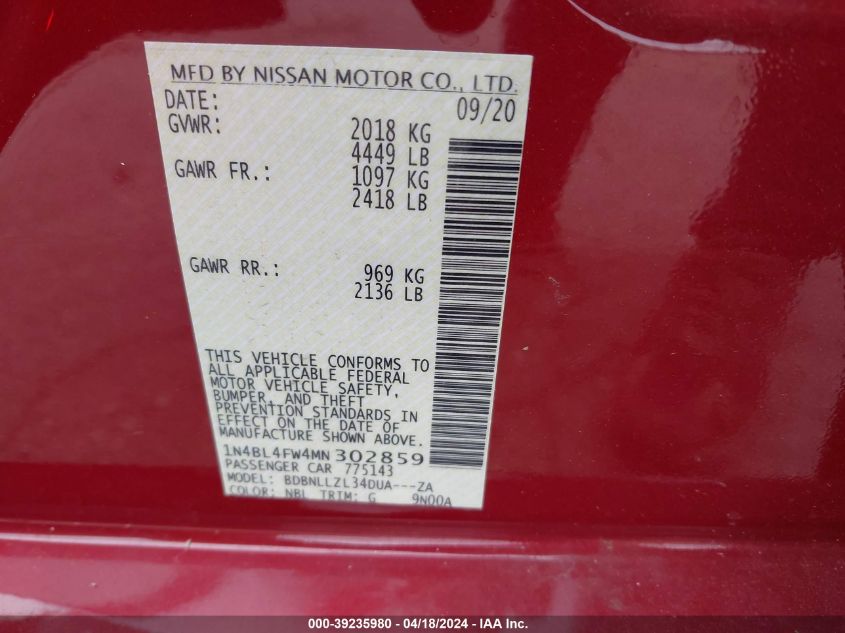 MFD BY NISSAN MOTOR CO., LTD.
DATE: 09/20
GVWR: 2018 KG
4449 LB
GAWR FR.: 1097 KG
2418 LB
GAWR RR.: 969 KG
2136 LB
THIS VEHICLE CONFORMS TO
ALL APPLICABLE FEDERAL
MOTOR VEHICLE SAFETY,
BUMPER, AND THEFT
PREVENTION STANDARDS IN
EFFECT ON THE DATE OF
MANUFACTURE SHOWN ABOVE.
1N4BL4FW4MN302859
PASSENGER CAR 775143
MODEL: BDBNLLZL34DUA---ZA
COLOR: NBL TRIM: G 9N00A
000-39235980 - 04/18/2024 - IAA Inc.